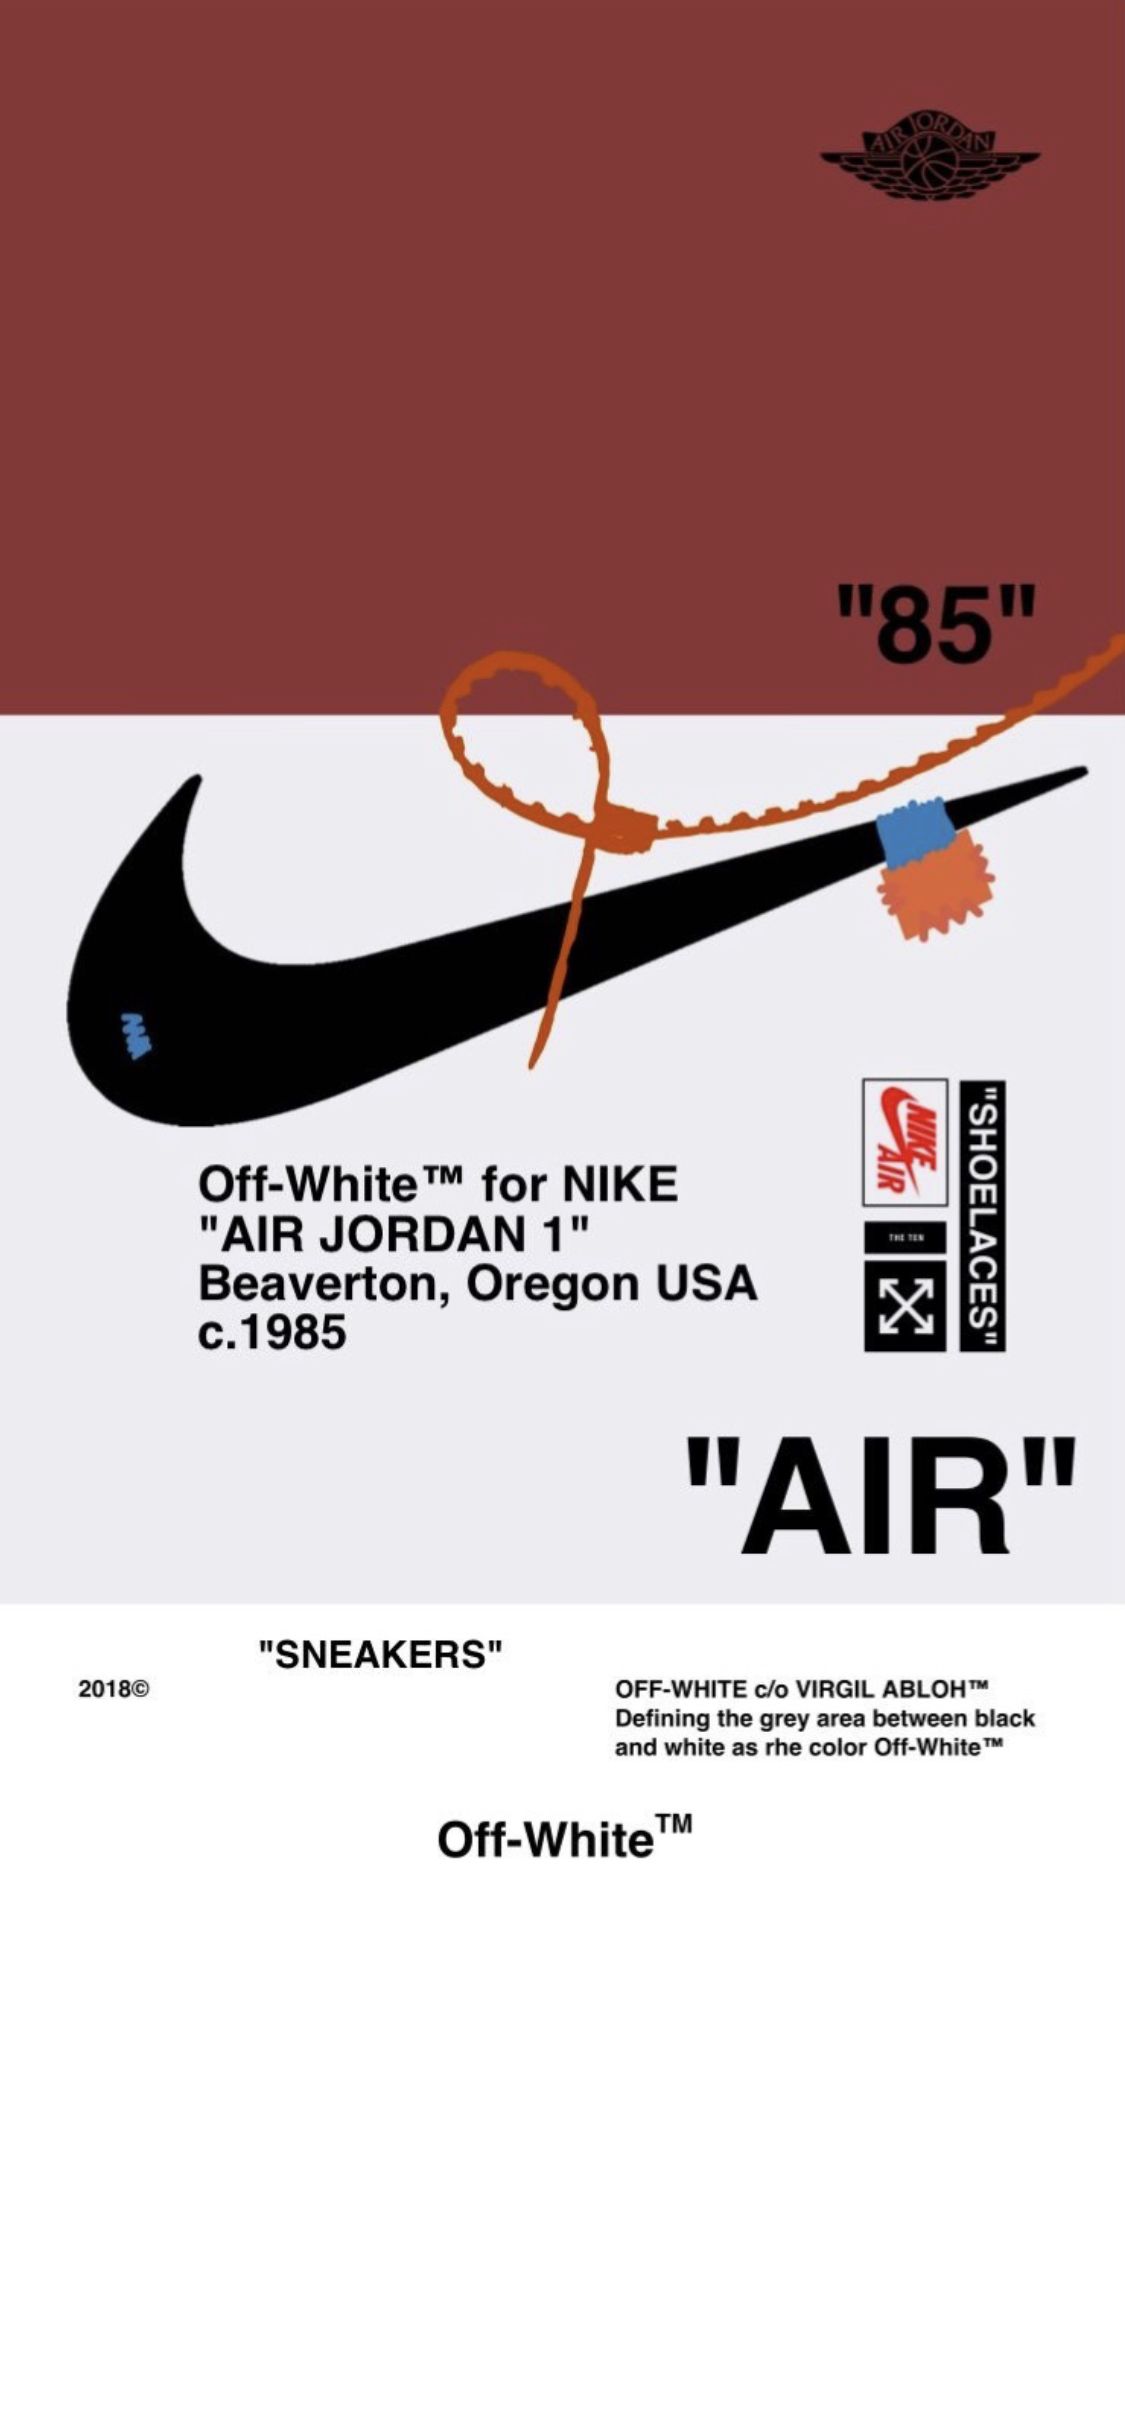 AIR JORDAN
"85"
Off-White™ for NIKE
"AIR JORDAN 1"
Beaverton, Oregon USA
c.1985
NIKE
AIR
THE TEN
"SHOELACES"
"AIR"
"SNEAKERS"
2018©
OFF-WHITE c/o VIRGIL ABLOH™
Defining the grey area between black
and white as rhe color Off-White™
Off-White™